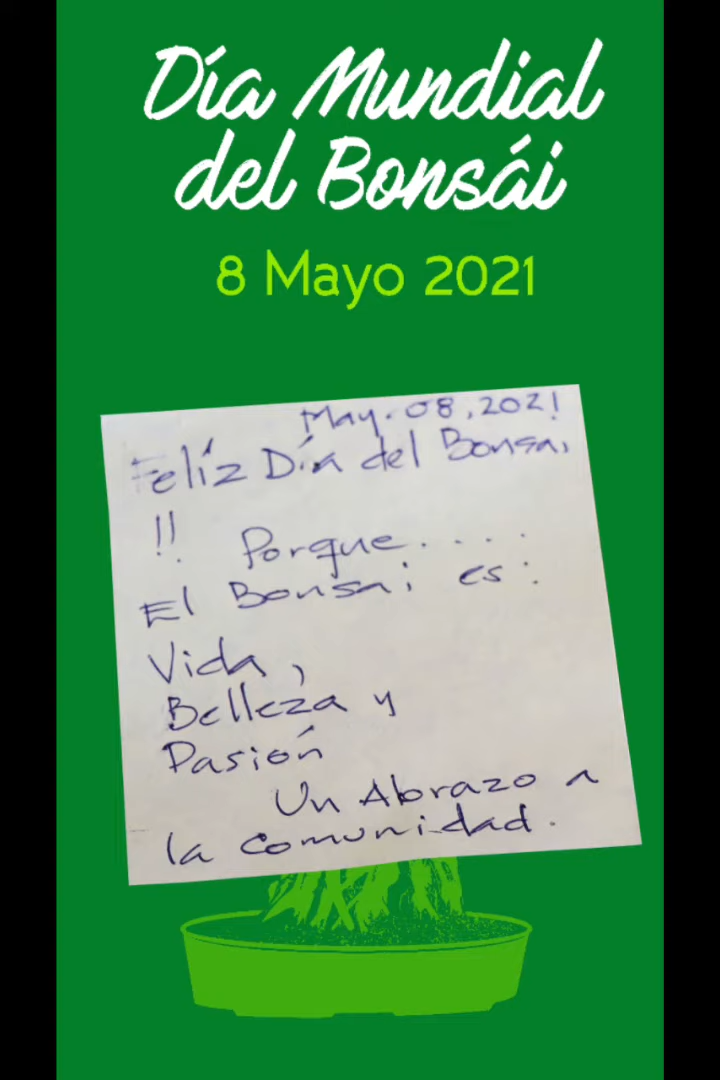 Día Mundial
del Bonsái
8 Mayo 2021
May. 08, 2021
Felíz Día del Bonsai
!! Porque....
El Bonsai es:
Vida,
Belleza y
Pasión
Un Abrazo a
la Comunidad.